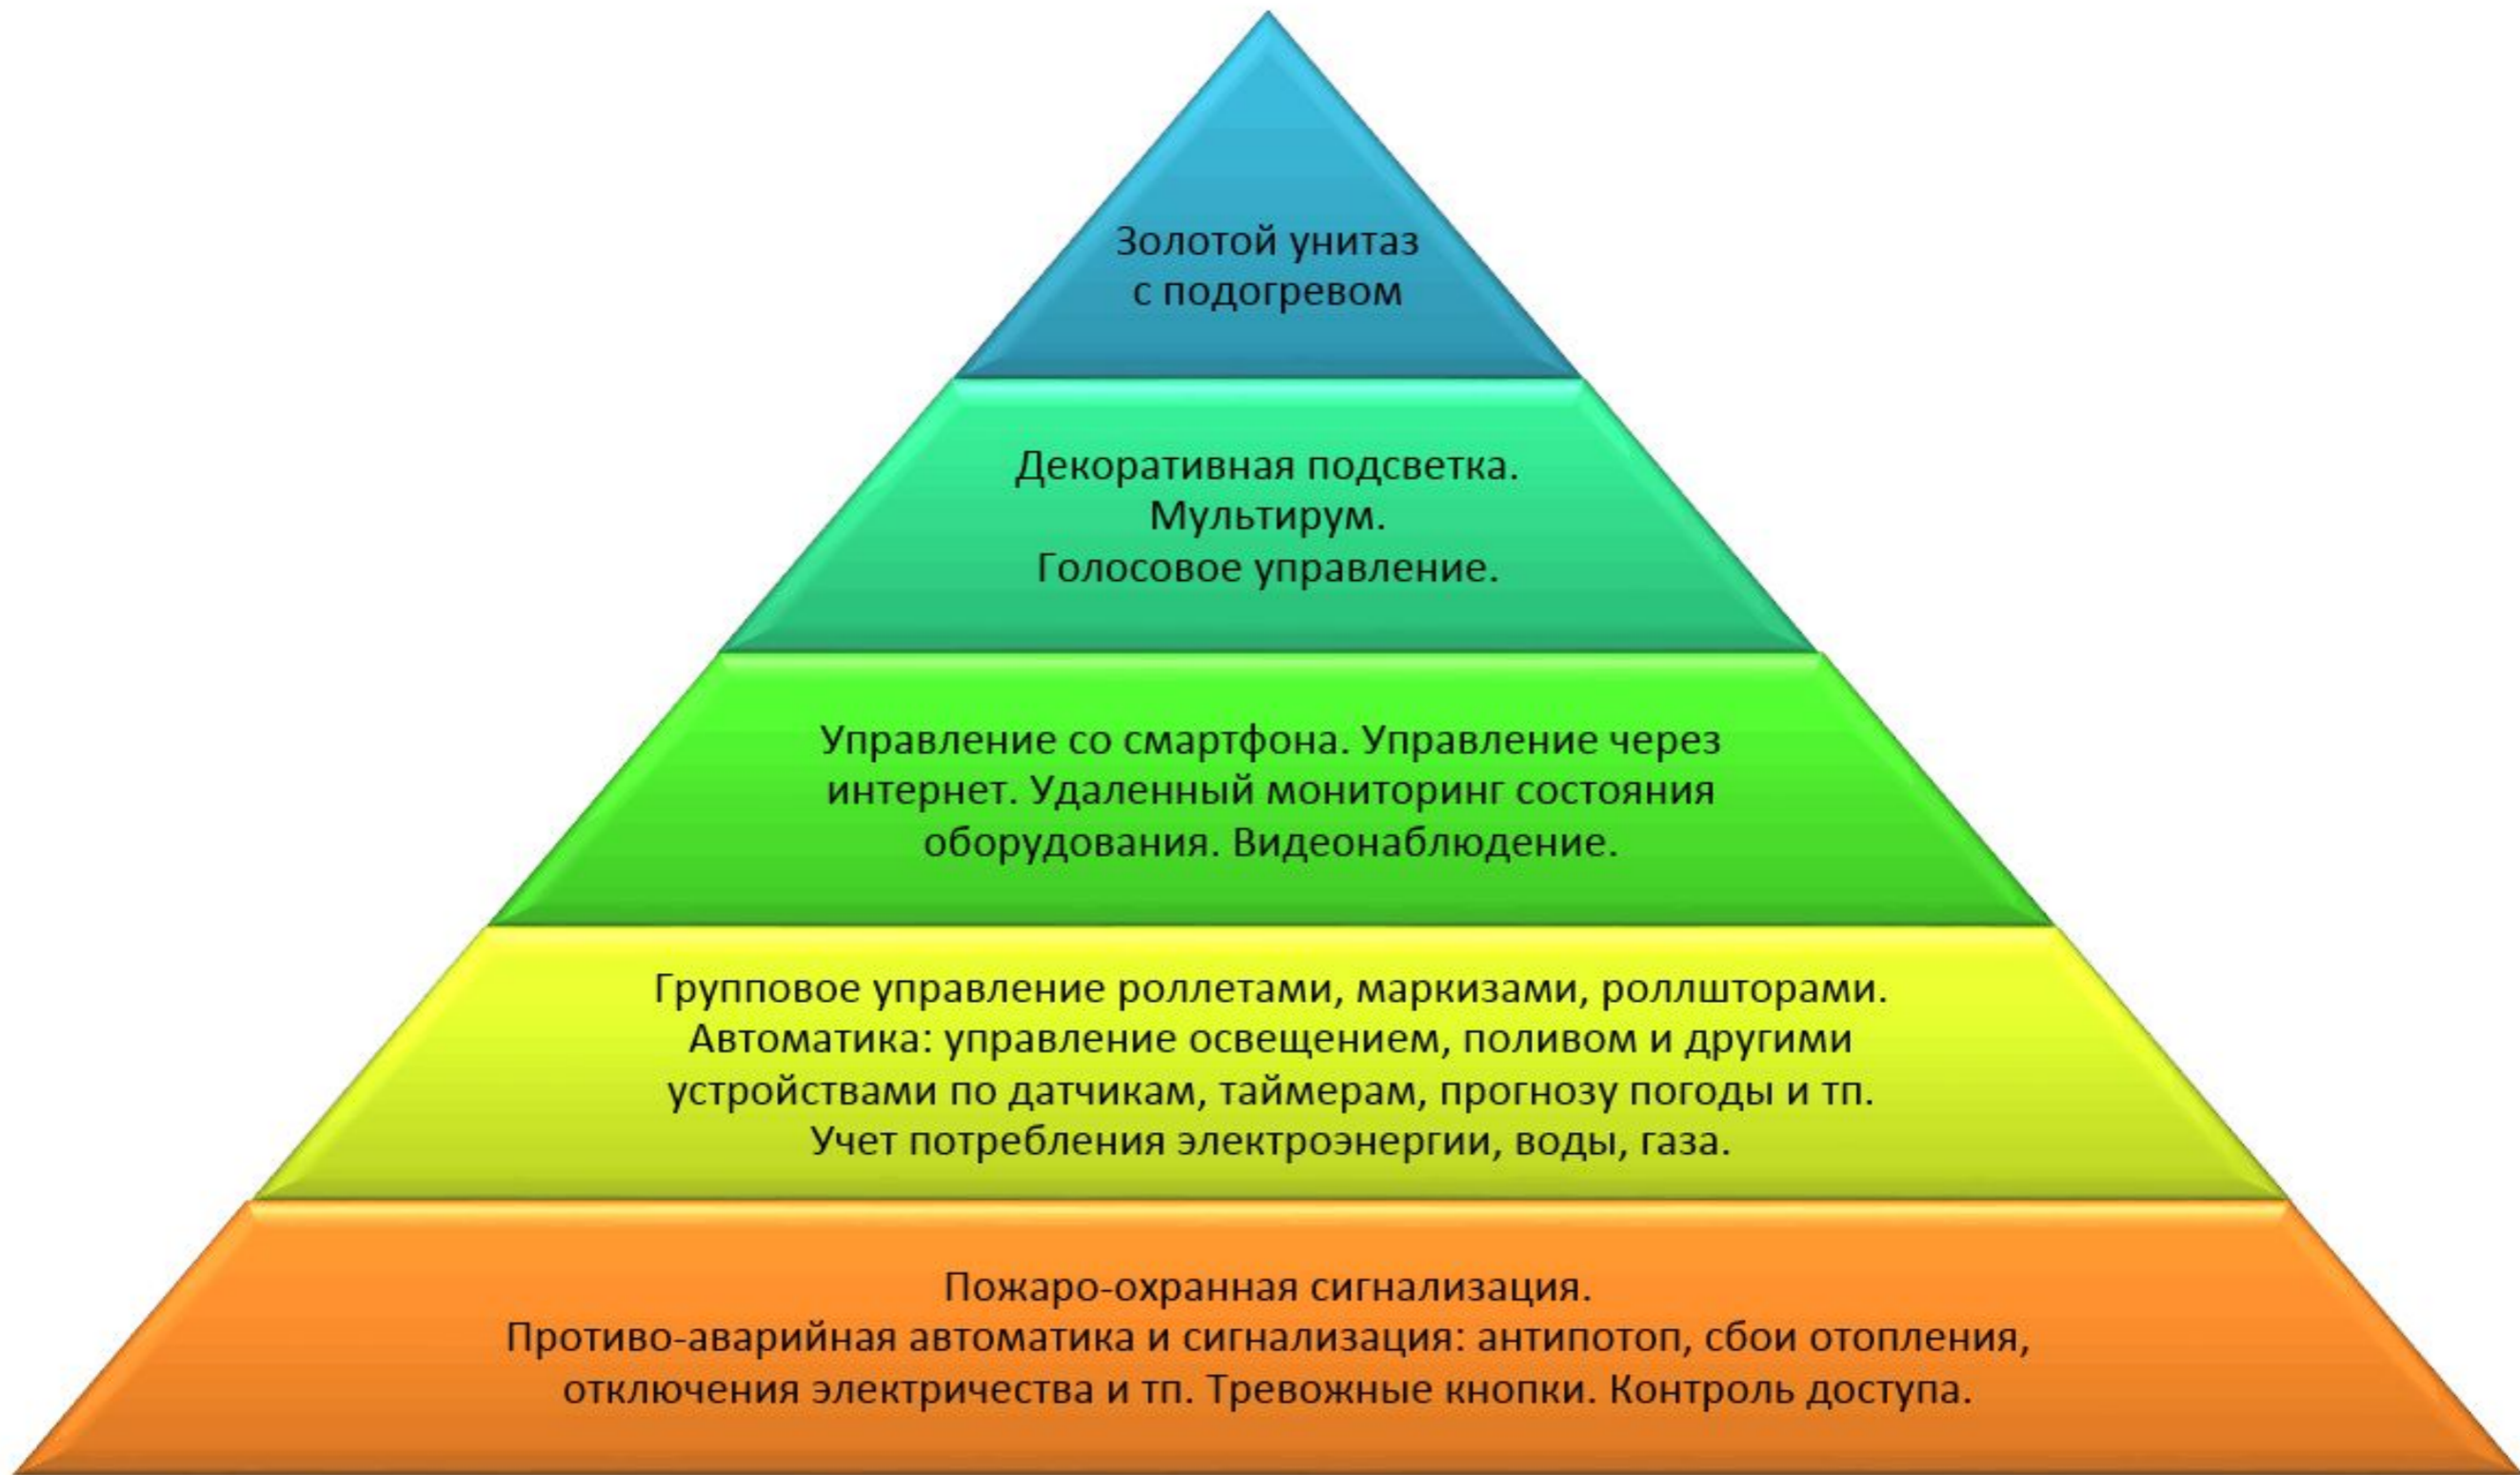 Золотой унитаз
с подогревом
Декоративная подсветка.
Мультирум.
Голосовое управление.
Управление со смартфона. Управление через
интернет. Удаленный мониторинг состояния
оборудования. Видеонаблюдение.
Групповое управление роллетами, маркизами, роллшторами.
Автоматика: управление освещением, поливом и другими
устройствами по датчикам, таймерам, прогнозу погоды и тп.
Учет потребления электроэнергии, воды, газа.
Пожаро-охранная сигнализация.
Противо-аварийная автоматика и сигнализация: антипотоп, сбои отопления,
отключения электричества и тп. Тревожные кнопки. Контроль доступа.